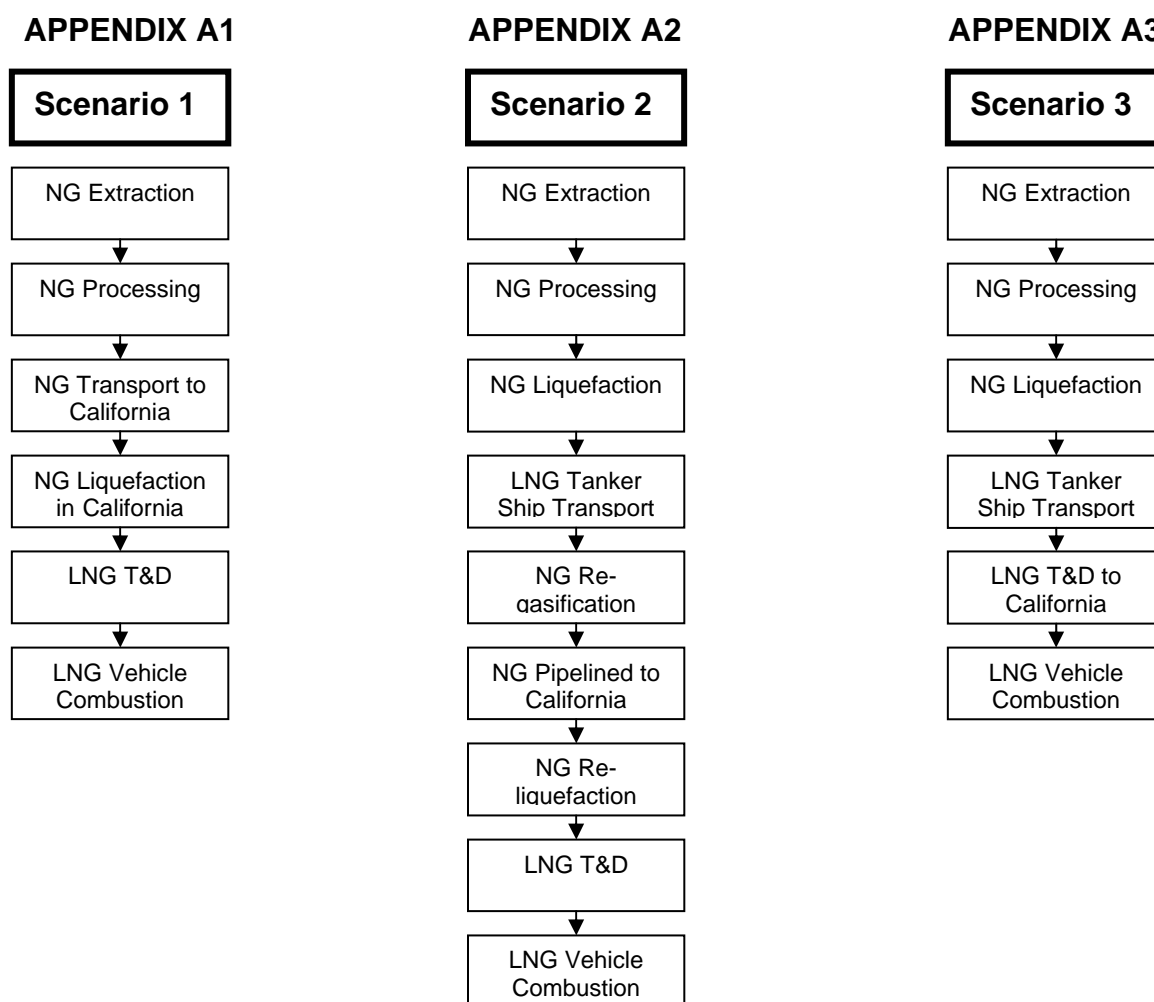 APPENDIX A1
Scenario 1
NG Extraction
NG Processing
NG Transport to
California
NG Liquefaction
in California
LNG T&D
LNG Vehicle
Combustion
APPENDIX A2
Scenario 2
NG Extraction
NG Processing
NG Liquefaction
LNG Tanker
Ship Transport
NG Re-
gasification
NG Pipelined to
California
NG Re-
liquefaction
LNG T&D
LNG Vehicle
Combustion
APPENDIX A3
Scenario 3
NG Extraction
NG Processing
NG Liquefaction
LNG Tanker
Ship Transport
LNG T&D to
California
LNG Vehicle
Combustion